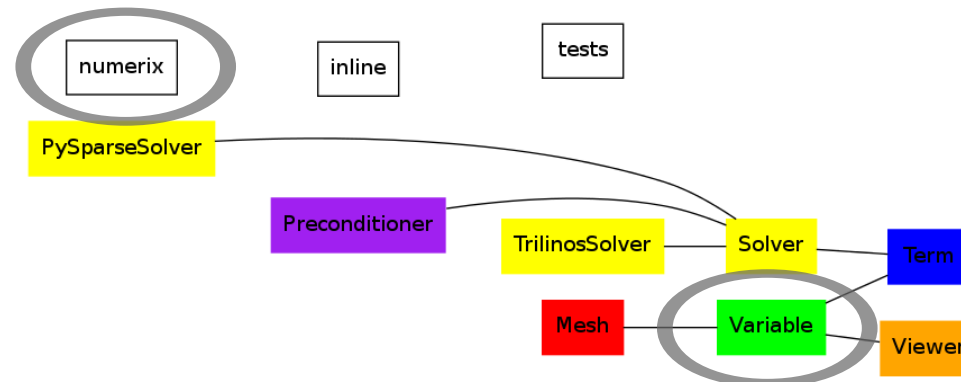 numerix
inline
tests
PySparseSolver
Preconditioner
TrilinosSolver
Solver
Term
Mesh
Variable
Viewer